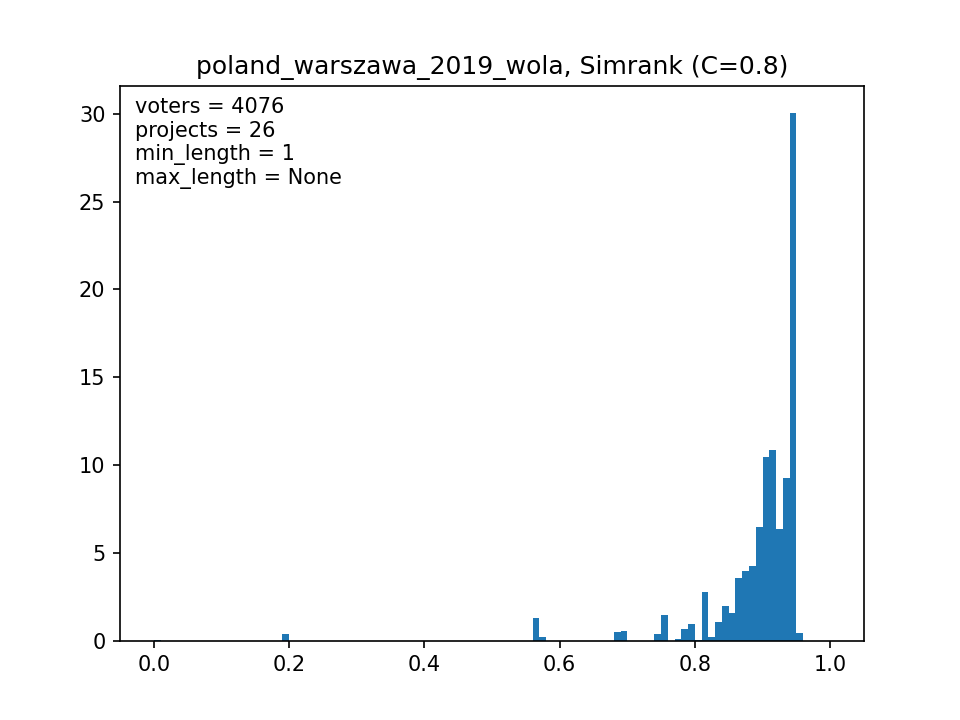 poland_warszawa_2019_wola, Simrank (C=0.8)
voters = 4076
projects = 26
min_length = 1
max_length = None
30
25
20
15
10
5
0
0.0 0.2 0.4 0.6 0.8 1.0